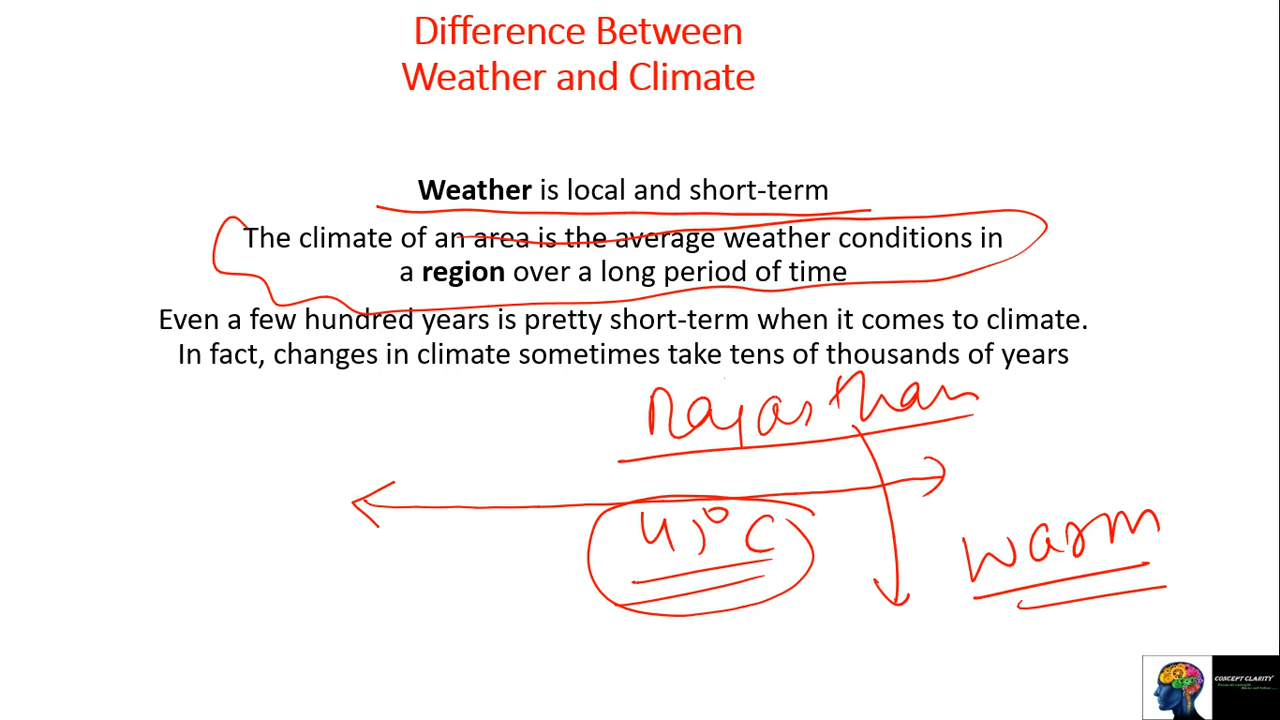 Difference Between
Weather and Climate
Weather is local and short-term
The climate of an area is the average weather conditions in
a region over a long period of time
Even a few hundred years is pretty short-term when it comes to climate.
In fact, changes in climate sometimes take tens of thousands of years
Rajasthan
warm
CONCEPT CLARITY